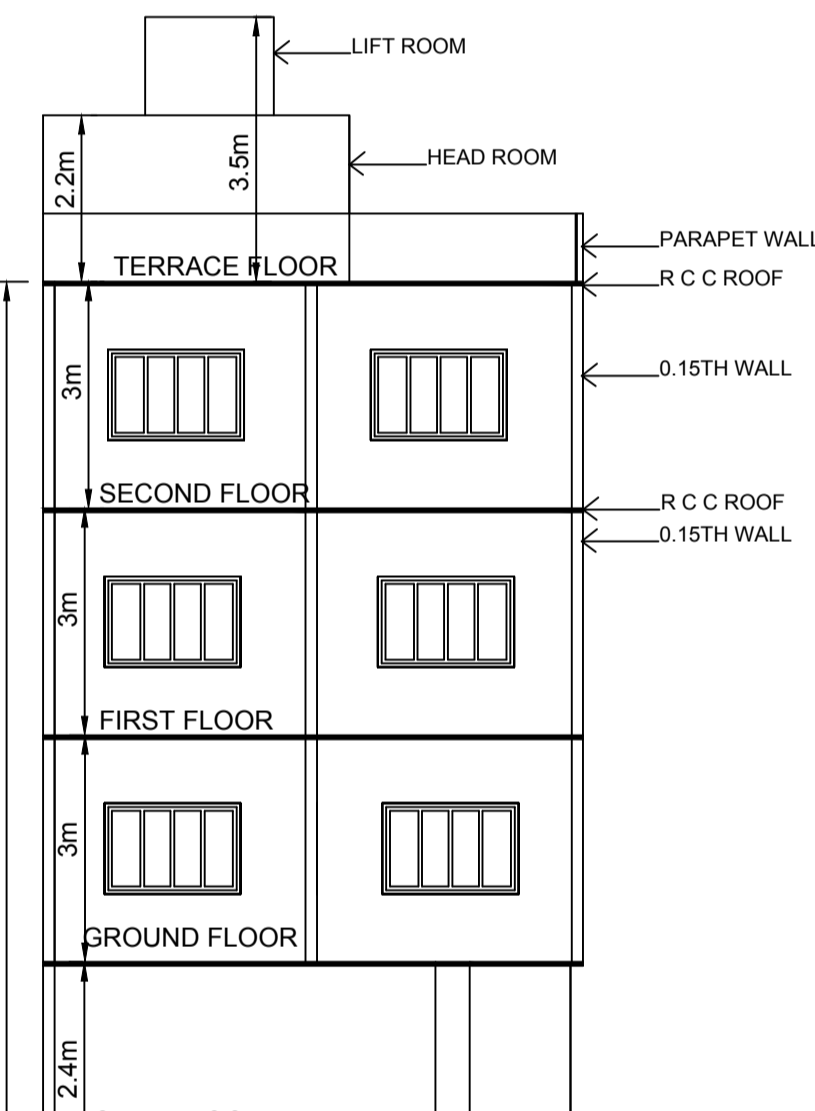 LIFT ROOM
3.5m
2.2m
HEAD ROOM
PARAPET WALL
TERRACE FLOOR
R C C ROOF
3m
0.15TH WALL
SECOND FLOOR
R C C ROOF
0.15TH WALL
3m
FIRST FLOOR
3m
GROUND FLOOR
2.4m